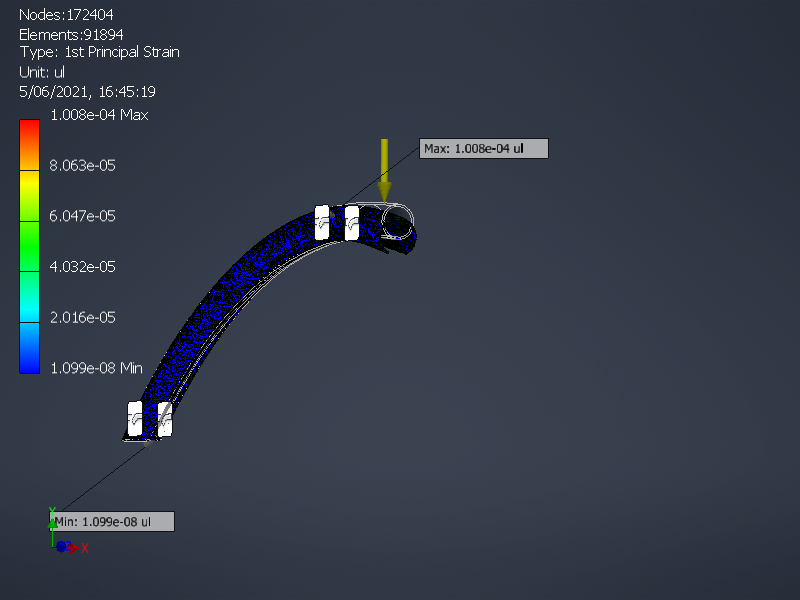 Nodes:172404
Elements:91894
Type: 1st Principal Strain
Unit: ul
5/06/2021, 16:45:19
1.008e-04 Max
8.063e-05
6.047e-05
4.032e-05
2.016e-05
1.099e-08 Min
Max: 1.008e-04 ul
Min: 1.099e-08 ul
Y
X